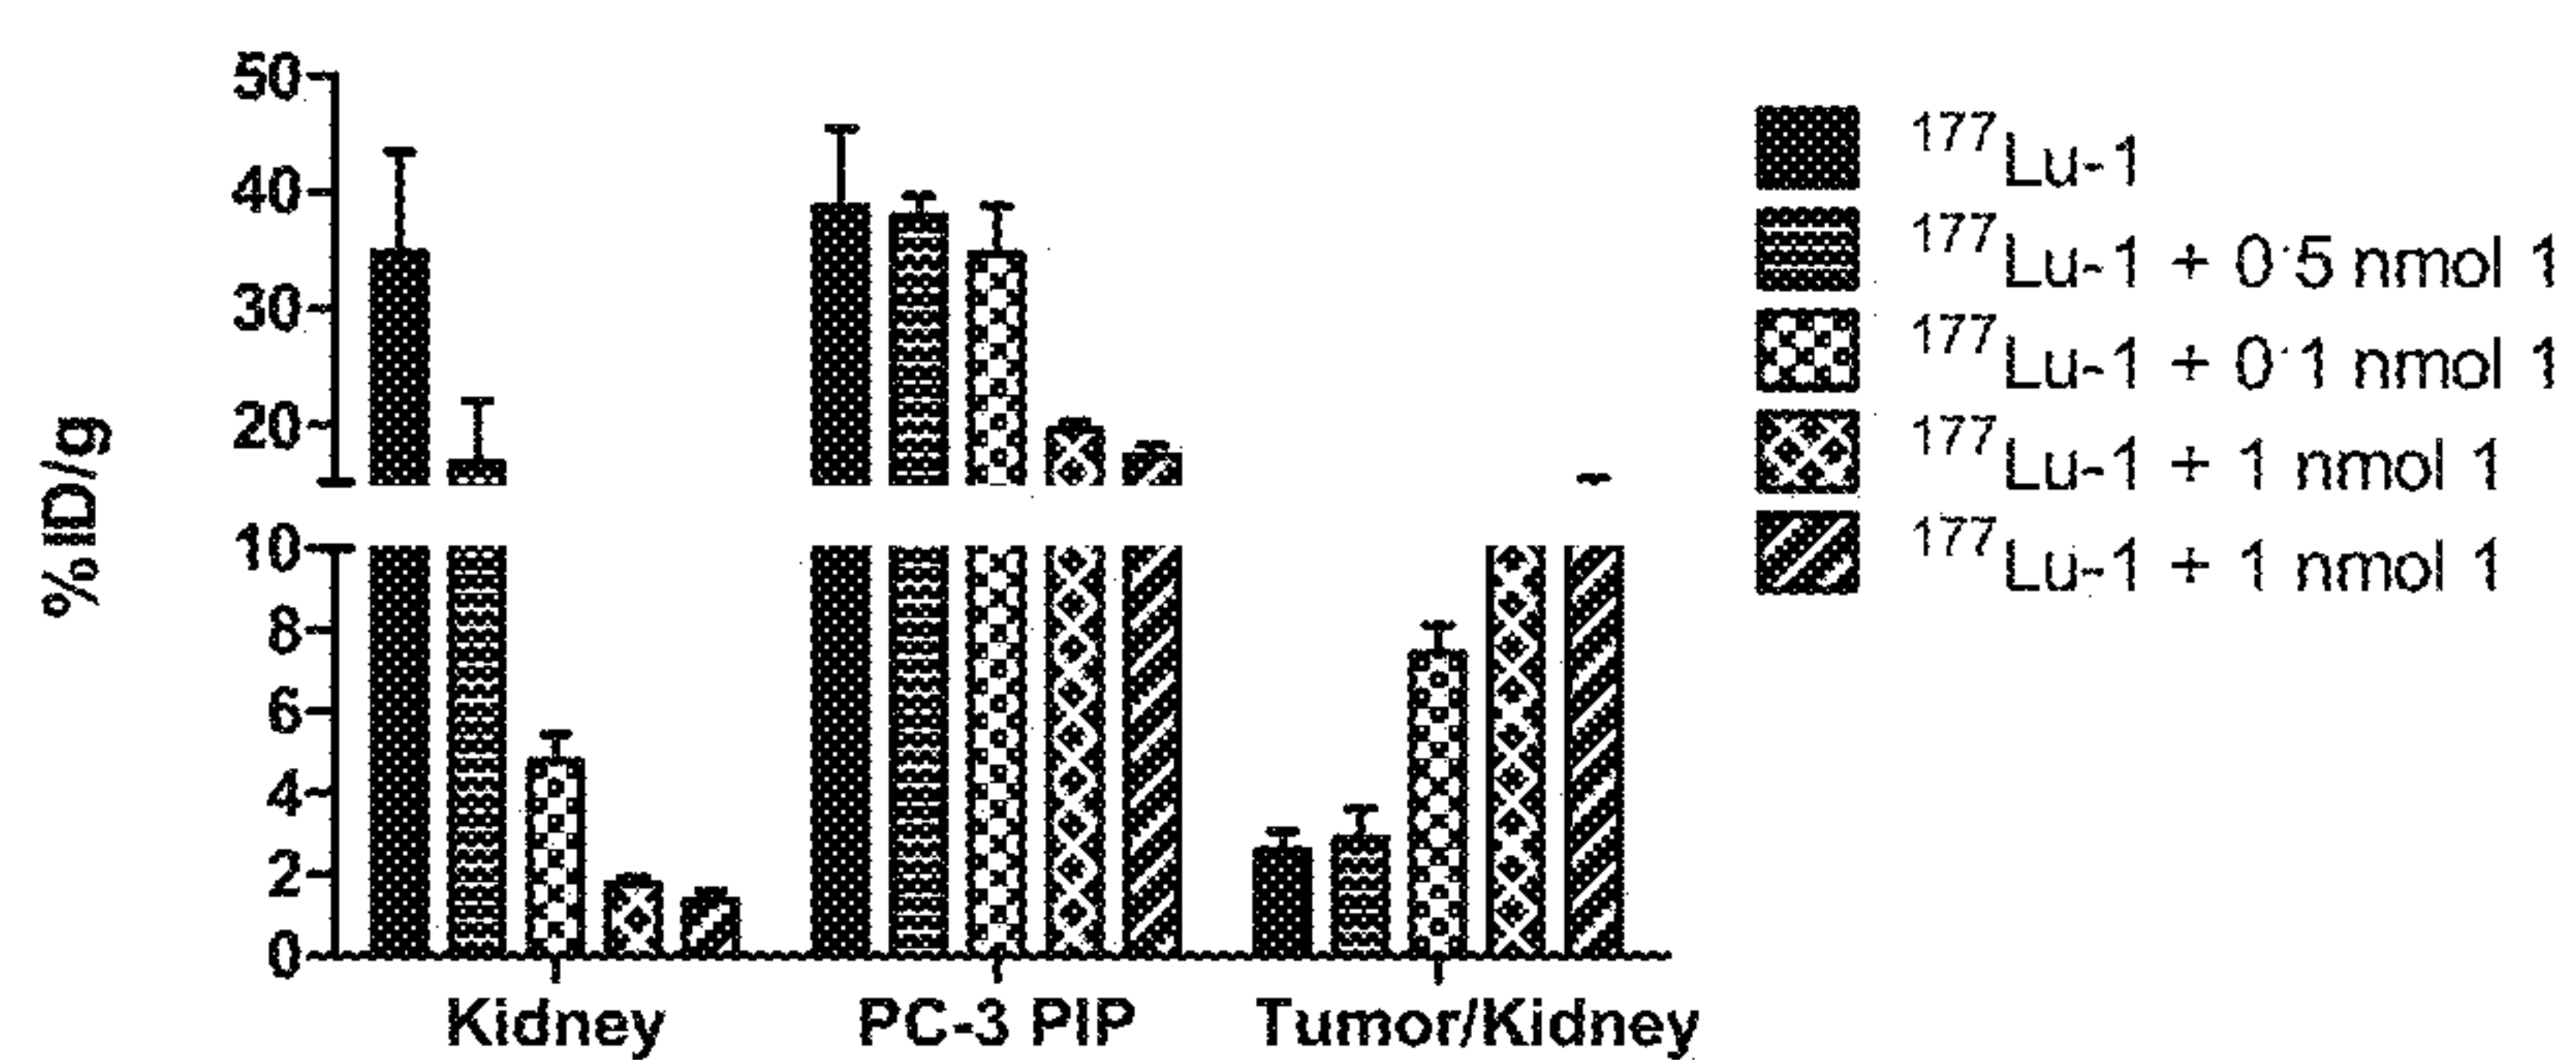 %ID/g
50
40
30
20
10
8
6
4
2
0
Kidney PC-3 PIP Tumor/Kidney
¹⁷⁷Lu-1
¹⁷⁷Lu-1 + 0·5 nmol 1
¹⁷⁷Lu-1 + 0·1 nmol 1
¹⁷⁷Lu-1 + 1 nmol 1
¹⁷⁷Lu-1 + 1 nmol 1